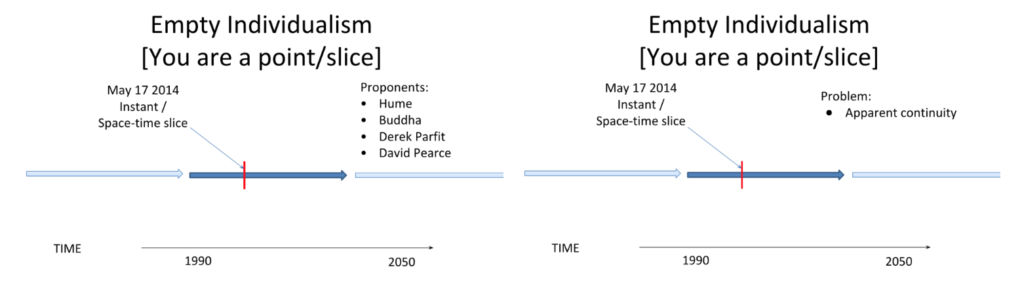 Empty Individualism
[You are a point/slice]
May 17 2014
Instant /
Space-time slice
Proponents:
• Hume
• Buddha
• Derek Parfit
• David Pearce
TIME
1990
2050
Empty Individualism
[You are a point/slice]
May 17 2014
Instant /
Space-time slice
Problem:
● Apparent continuity
TIME
1990
2050